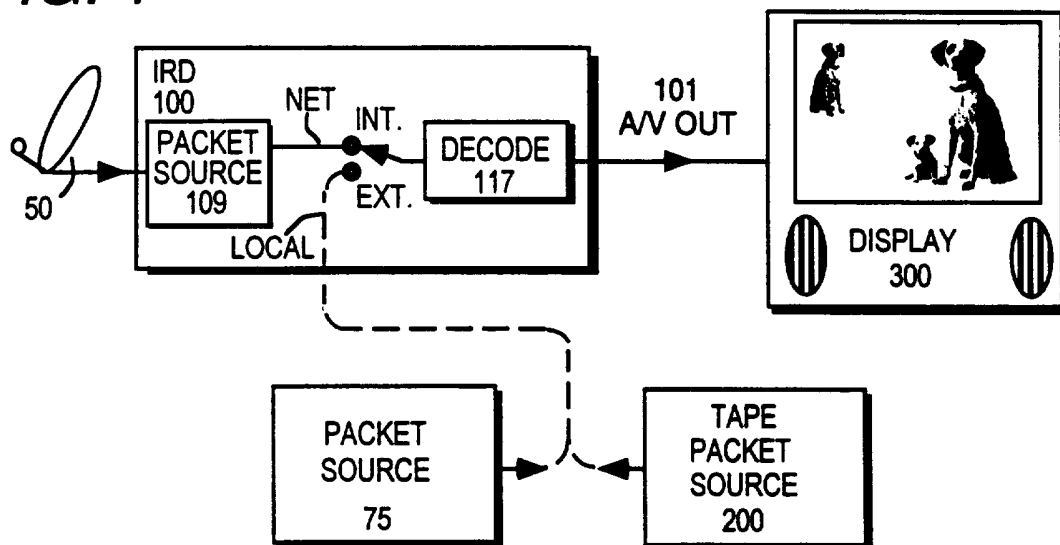 IRD
100
NET
INT.
PACKET
SOURCE
109
EXT.
LOCAL
DECODE
117
101
A/V OUT
50
DISPLAY
300
PACKET
SOURCE
75
TAPE
PACKET
SOURCE
200